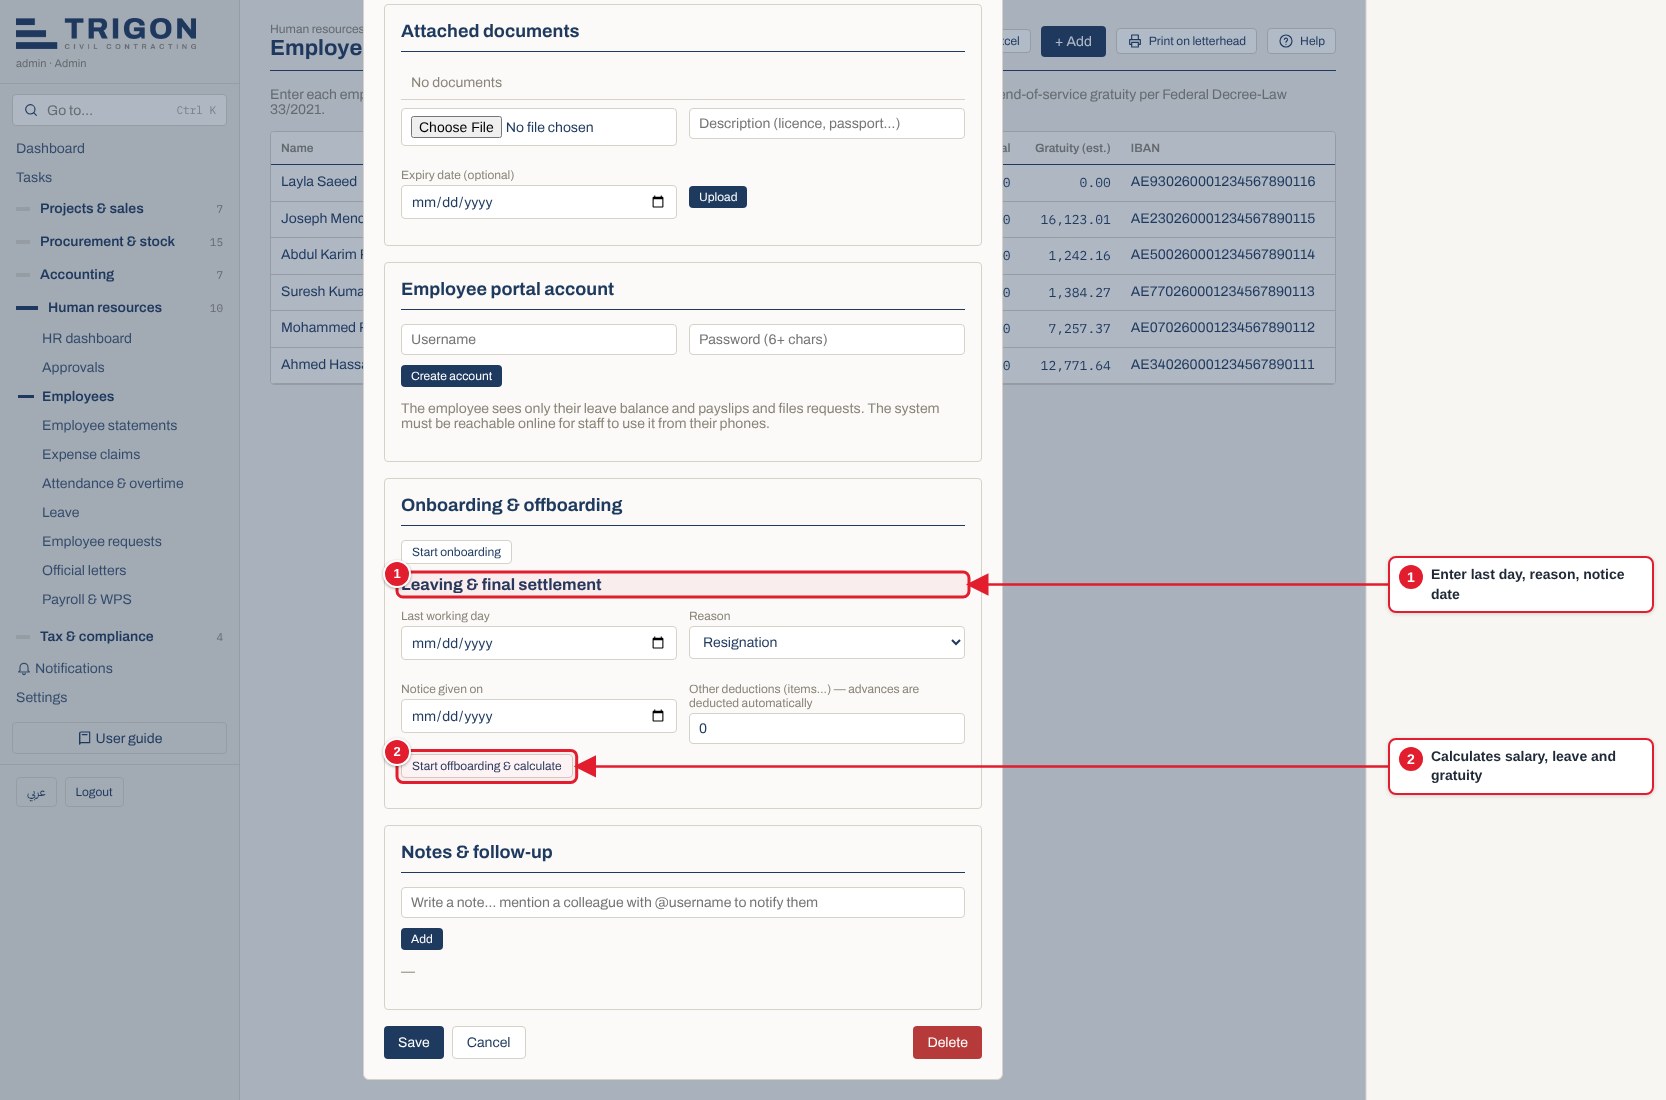 TRIGON
CIVIL CONTRACTING
admin · Admin
Go to... Ctrl K
Dashboard
Tasks
Projects & sales 7
Procurement & stock 15
Accounting 7
Human resources 10
HR dashboard
Approvals
Employees
Employee statements
Expense claims
Attendance & overtime
Leave
Employee requests
Official letters
Payroll & WPS
Tax & compliance 4
Notifications
Settings
User guide
عربي Logout
Human resources
+ Add Print on letterhead Help
Enter each end-of-service gratuity per Federal Decree-Law
33/2021.
Name Gratuity (est.) IBAN
Layla Saeed 0 0.00 AE930260001234567890116
Joseph 0 16,123.01 AE230260001234567890115
Abdul Karim 0 1,242.16 AE500260001234567890114
Suresh 0 1,384.27 AE770260001234567890113
Mohammed 0 7,257.37 AE070260001234567890112
Ahmed 0 12,771.64 AE340260001234567890111
Attached documents
No documents
Choose File No file chosen
Description (licence, passport...)
Expiry date (optional)
mm/dd/yyyy
Upload
Employee portal account
Username
Password (6+ chars)
Create account
The employee sees only their leave balance and payslips and files requests. The system
must be reachable online for staff to use it from their phones.
Onboarding & offboarding
Start onboarding
1
Leaving & final settlement
Last working day
mm/dd/yyyy
Reason
Resignation
Notice given on
mm/dd/yyyy
Other deductions (items...) — advances are
deducted automatically
0
2
Start offboarding & calculate
Notes & follow-up
Write a note... mention a colleague with @username to notify them
Add
—
Save Cancel Delete
1 Enter last day, reason, notice
date
2 Calculates salary, leave and
gratuity